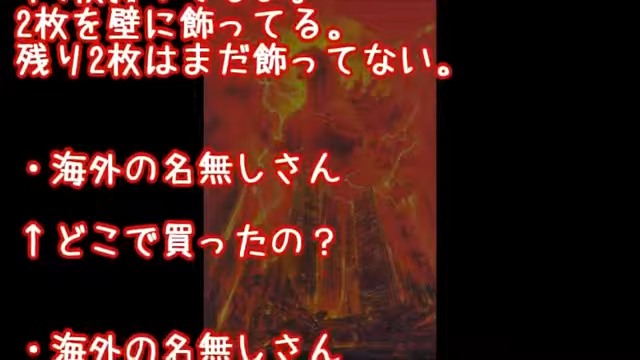 2枚を壁に飾ってる。
残り2枚はまだ飾ってない。
・海外の名無しさん
↑どこで買ったの？
・海外の名無しさん